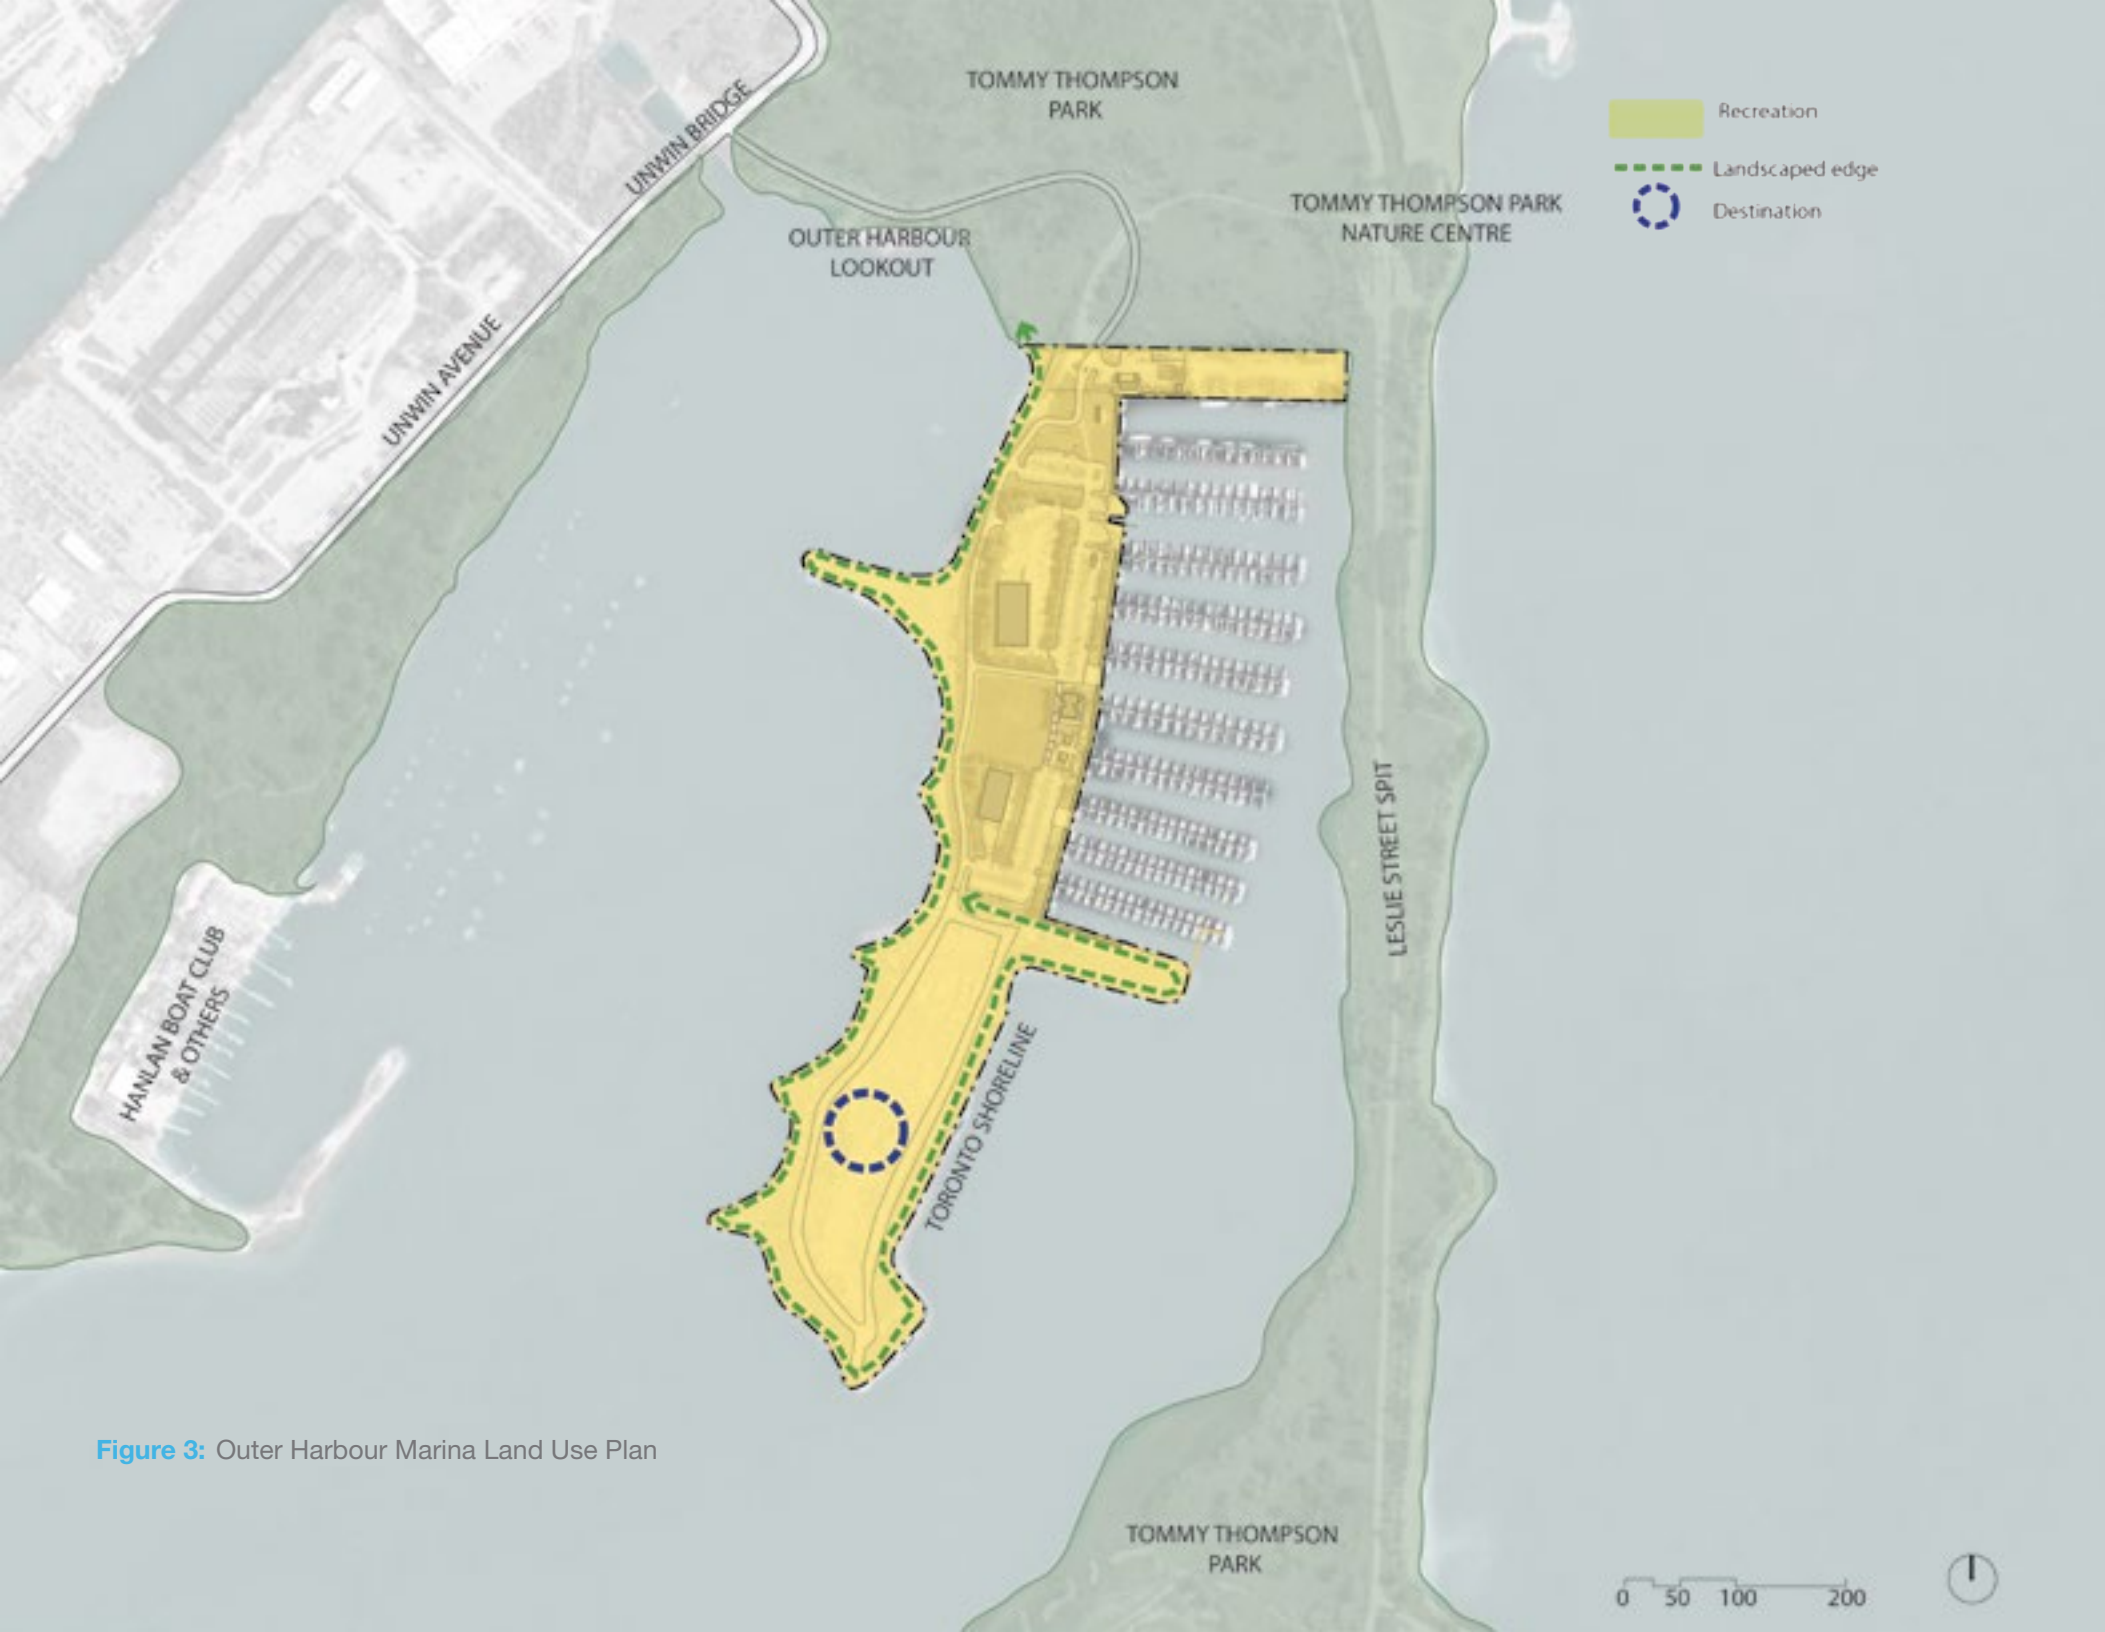 TOMMY THOMPSON
PARK
Recreation
UNWIN BRIDGE
Landscaped edge
TOMMY THOMPSON PARK
NATURE CENTRE
Destination
OUTER HARBOUR
LOOKOUT
UNWIN AVENUE
LESLIE STREET SPIT
HANLAN BOAT CLUB
& OTHERS
TORONTO SHORELINE
Figure 3: Outer Harbour Marina Land Use Plan
TOMMY THOMPSON
PARK
0 50 100 200